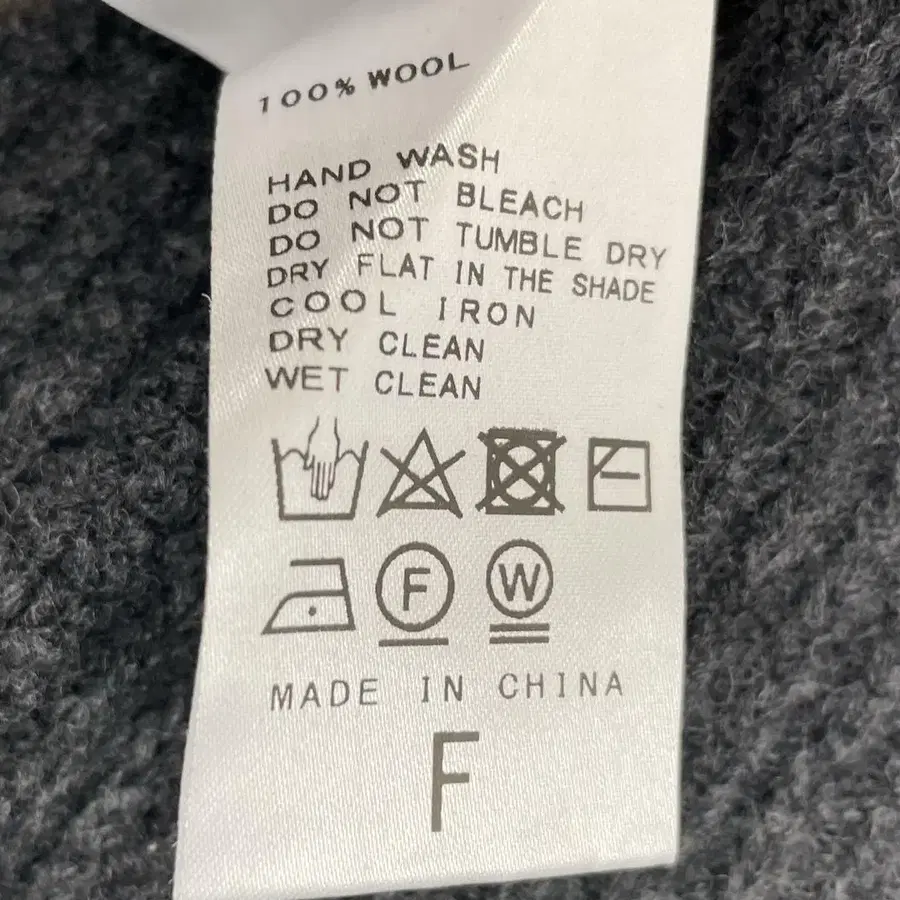 100% WOOL
HAND WASH
DO NOT BLEACH
DO NOT TUMBLE DRY
DRY FLAT IN THE SHADE
COOL IRON
DRY CLEAN
WET CLEAN
F W
MADE IN CHINA
F